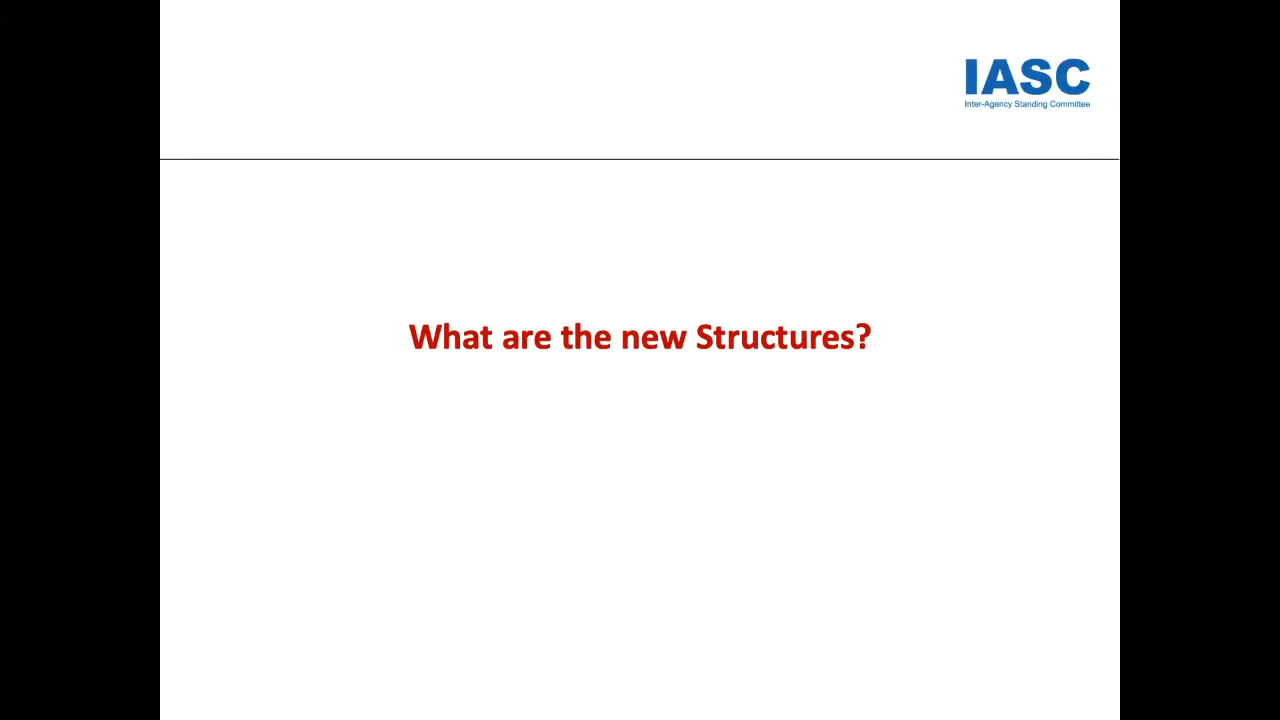 IASC
Inter-Agency Standing Committee
What are the new Structures?